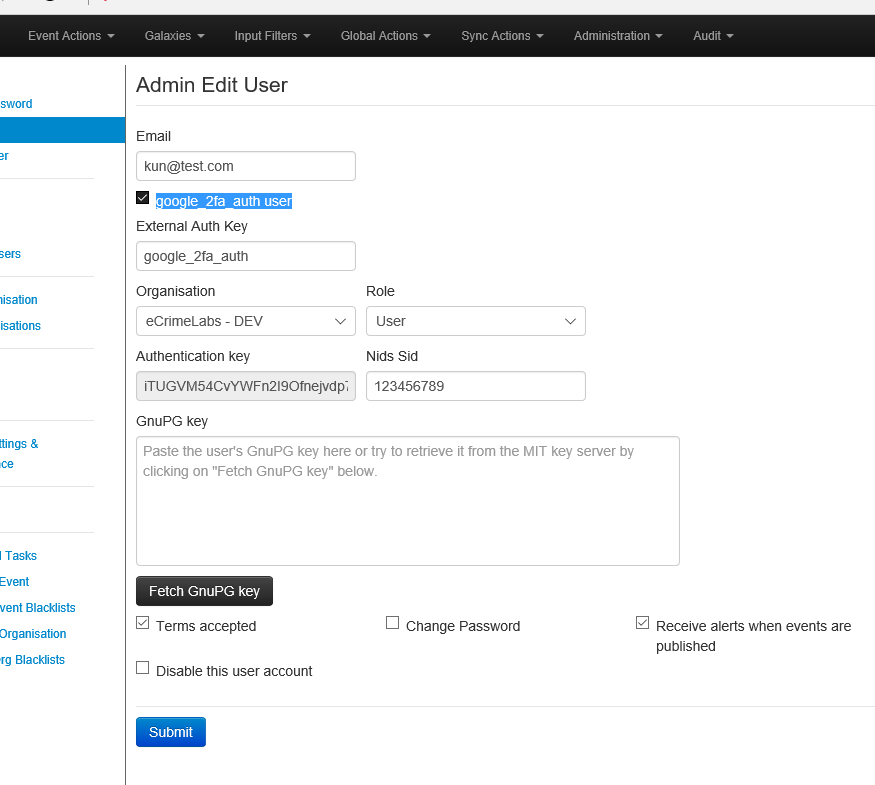 Event Actions Galaxies Input Filters Global Actions Sync Actions Administration Audit
Admin Edit User
sword
er
sers
nisation
isations
ttings &
ce
l Tasks
Event
vent Blacklists
Organisation
rg Blacklists
Email
kun@test.com
google_2fa_auth user
External Auth Key
google_2fa_auth
Organisation Role
eCrimeLabs - DEV User
Authentication key Nids Sid
123456789
GnuPG key
Paste the user's GnuPG key here or try to retrieve it from the MIT key server by
clicking on "Fetch GnuPG key" below.
Fetch GnuPG key
Terms accepted Change Password Receive alerts when events are
published
Disable this user account
Submit